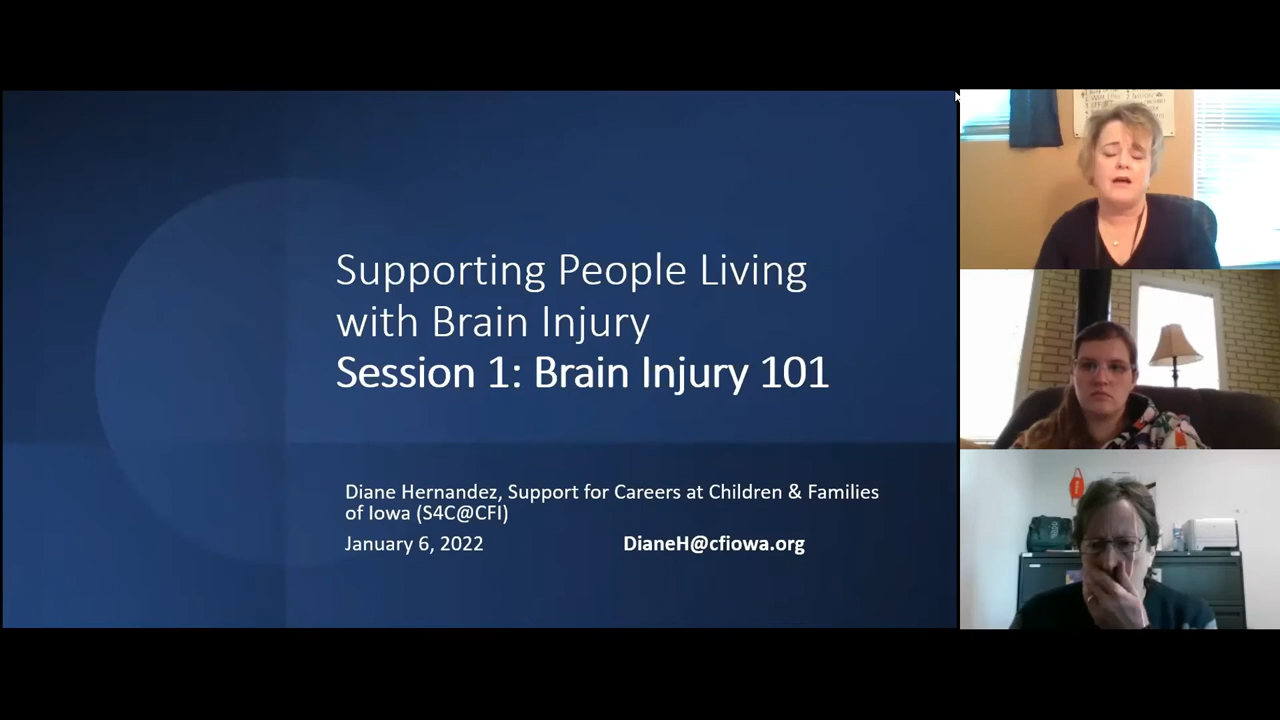 Supporting People Living
with Brain Injury
Session 1: Brain Injury 101
Diane Hernandez, Support for Careers at Children & Families
of Iowa (S4C@CFI)
January 6, 2022 DianeH@cfiowa.org